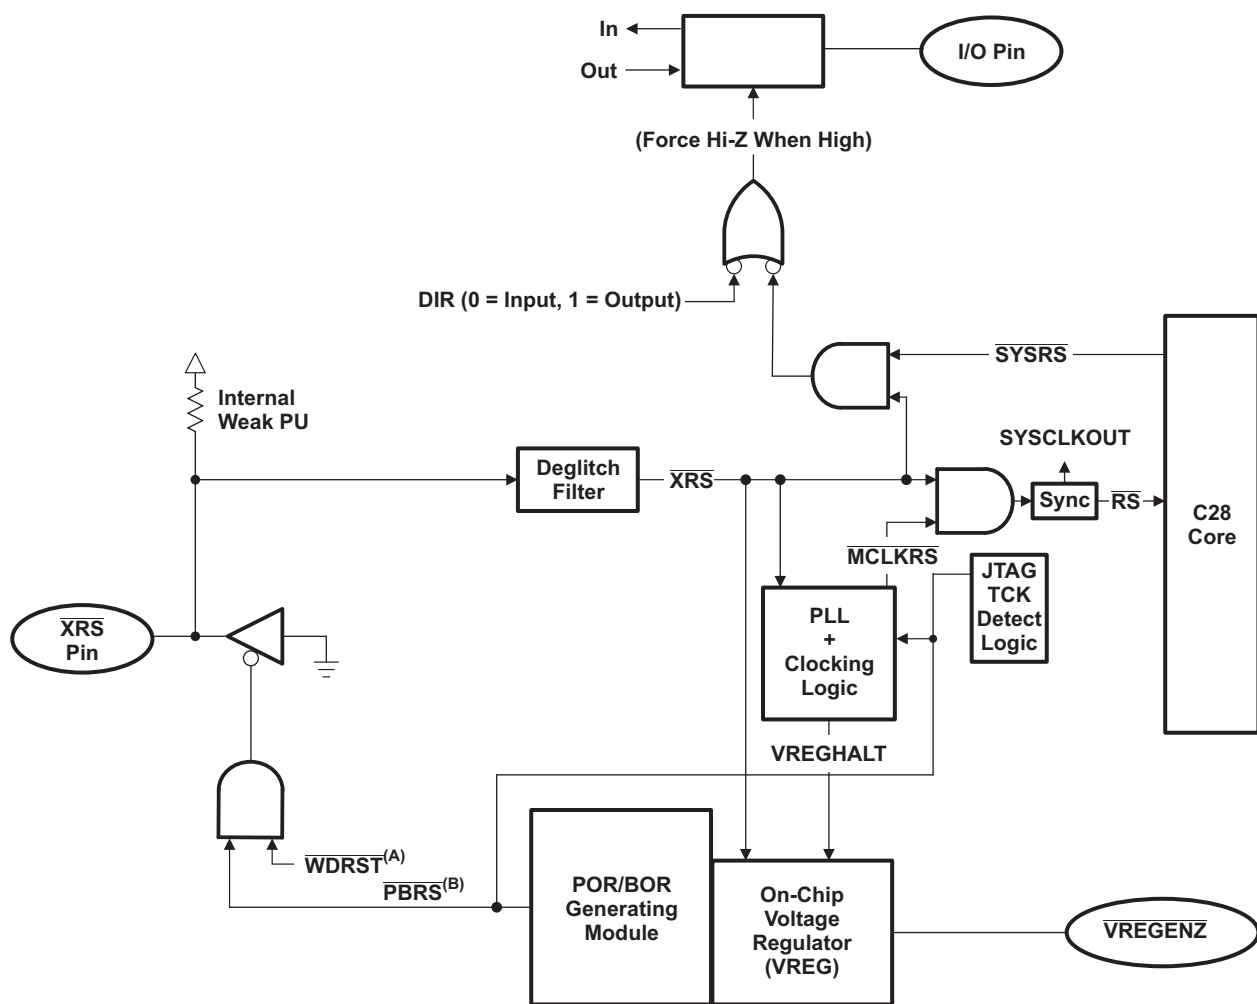 In
Out
I/O Pin
(Force Hi-Z When High)
DIR (0 = Input, 1 = Output)
SYSRS
Internal
Weak PU
SYSCLKOUT
Deglitch
Filter
XRS
Sync
RS
C28
Core
MCLKRS
JTAG
TCK
Detect
Logic
XRS
Pin
PLL
+
Clocking
Logic
VREGHALT
WDRST(A)
PBRS(B)
POR/BOR
Generating
Module
On-Chip
Voltage
Regulator
(VREG)
VREGENZ